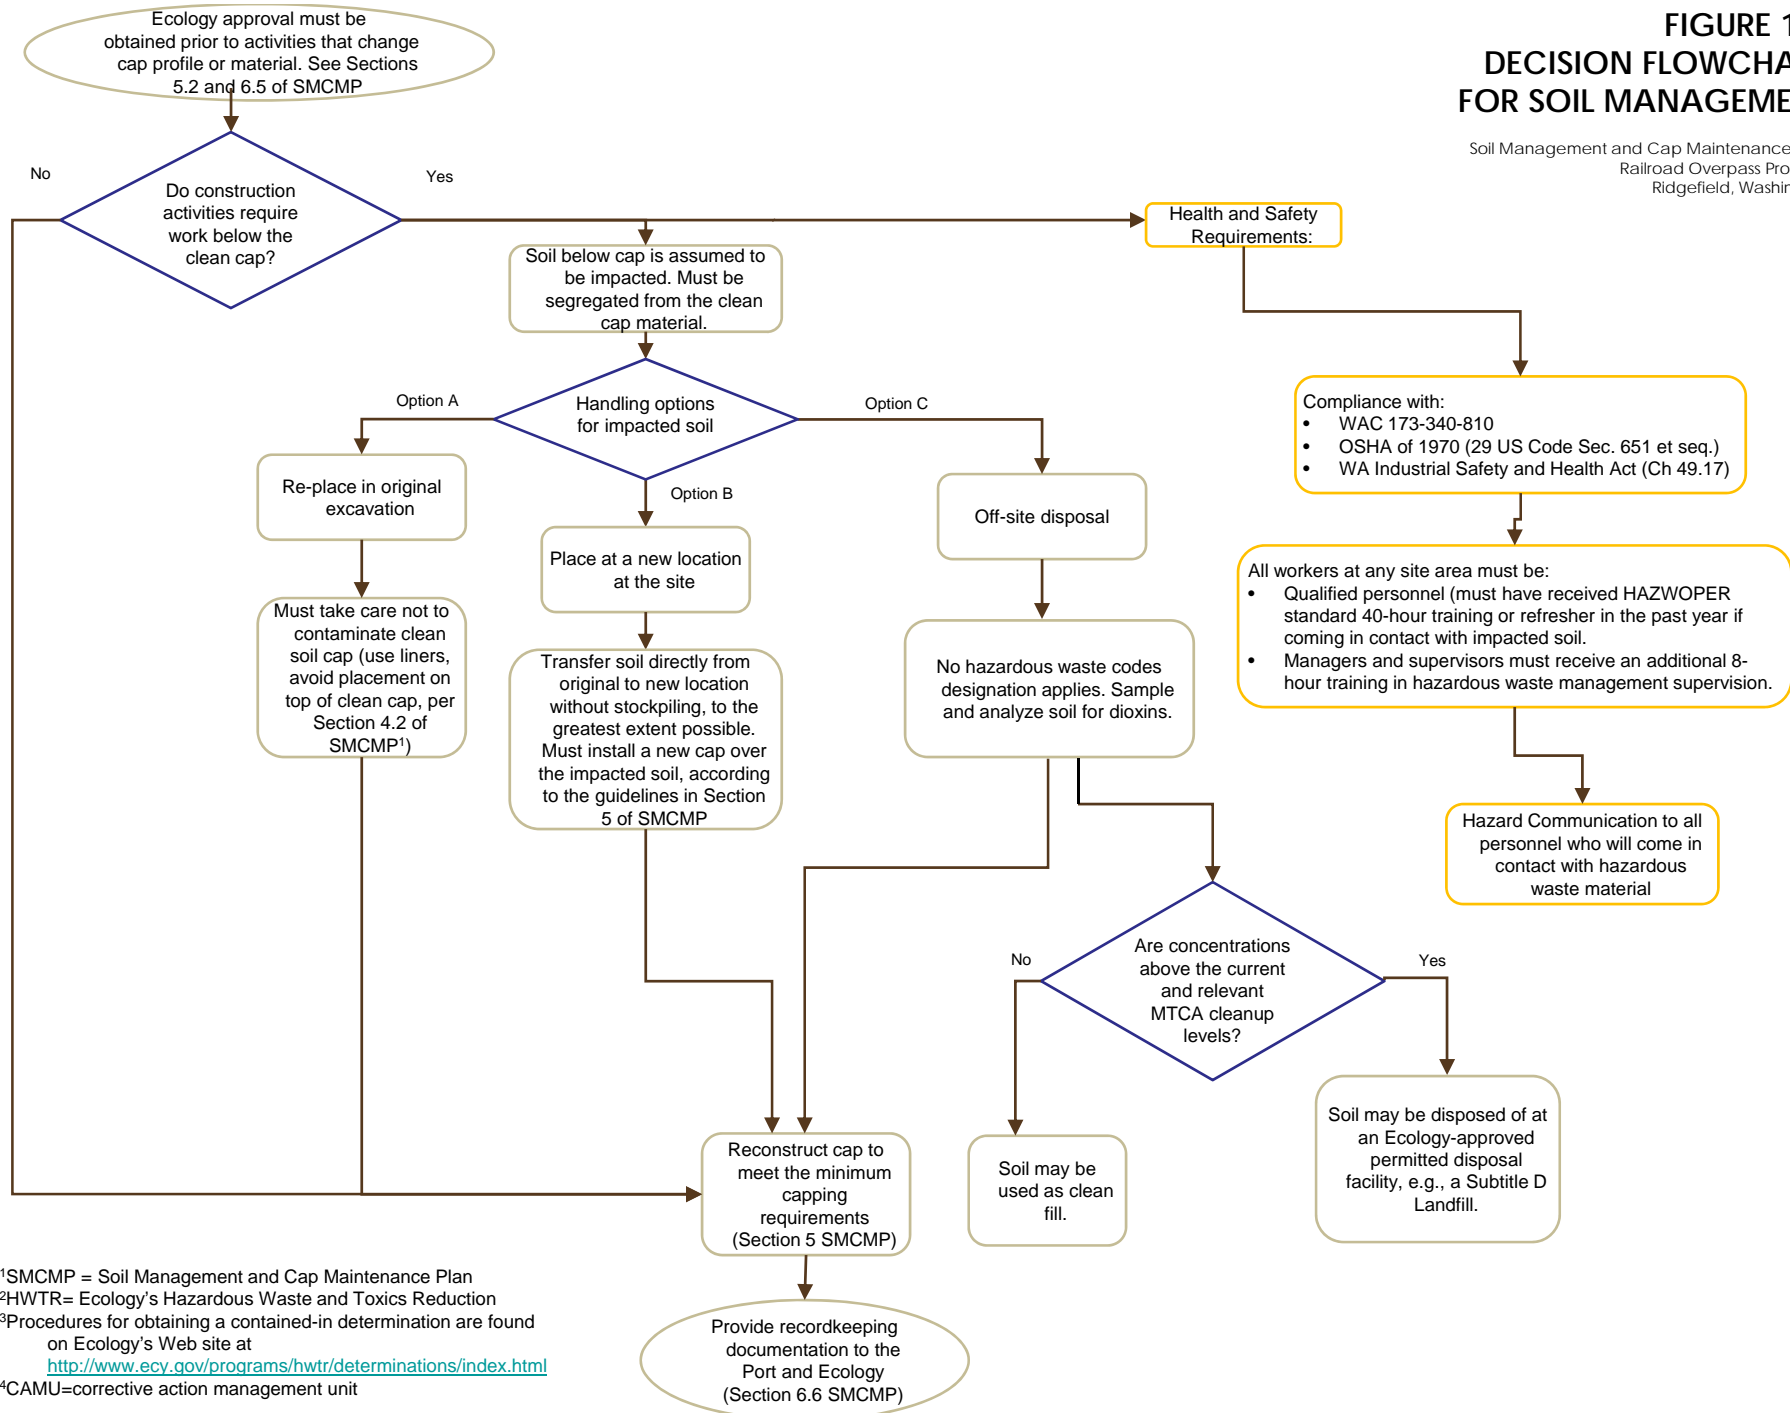 Ecology approval must be
obtained prior to activities that change
cap profile or material. See Sections
5.2 and 6.5 of SMCMP
FIGURE 1
DECISION FLOWCHA
FOR SOIL MANAGEME
Soil Management and Cap Maintenance
Railroad Overpass Pro
Ridgefield, Washin
No
Yes
Do construction
activities require
work below the
clean cap?
Health and Safety
Requirements:
Soil below cap is assumed to
be impacted. Must be
segregated from the clean
cap material.
Option A
Handling options
for impacted soil
Option C
Option B
Compliance with:
• WAC 173-340-810
• OSHA of 1970 (29 US Code Sec. 651 et seq.)
• WA Industrial Safety and Health Act (Ch 49.17)
Re-place in original
excavation
Place at a new location
at the site
Off-site disposal
All workers at any site area must be:
• Qualified personnel (must have received HAZWOPER
standard 40-hour training or refresher in the past year if
coming in contact with impacted soil.
• Managers and supervisors must receive an additional 8-
hour training in hazardous waste management supervision.
Must take care not to
contaminate clean
soil cap (use liners,
avoid placement on
top of clean cap, per
Section 4.2 of
SMCMP¹)
Transfer soil directly from
original to new location
without stockpiling, to the
greatest extent possible.
Must install a new cap over
the impacted soil, according
to the guidelines in Section
5 of SMCMP
No hazardous waste codes
designation applies. Sample
and analyze soil for dioxins.
Hazard Communication to all
personnel who will come in
contact with hazardous
waste material
No
Yes
Are concentrations
above the current
and relevant
MTCA cleanup
levels?
Soil may be
used as clean
fill.
Soil may be disposed of at
an Ecology-approved
permitted disposal
facility, e.g., a Subtitle D
Landfill.
Reconstruct cap to
meet the minimum
capping
requirements
(Section 5 SMCMP)
Provide recordkeeping
documentation to the
Port and Ecology
(Section 6.6 SMCMP)
¹SMCMP = Soil Management and Cap Maintenance Plan
²HWTR= Ecology's Hazardous Waste and Toxics Reduction
³Procedures for obtaining a contained-in determination are found
on Ecology's Web site at
http://www.ecy.gov/programs/hwtr/determinations/index.html
⁴CAMU=corrective action management unit